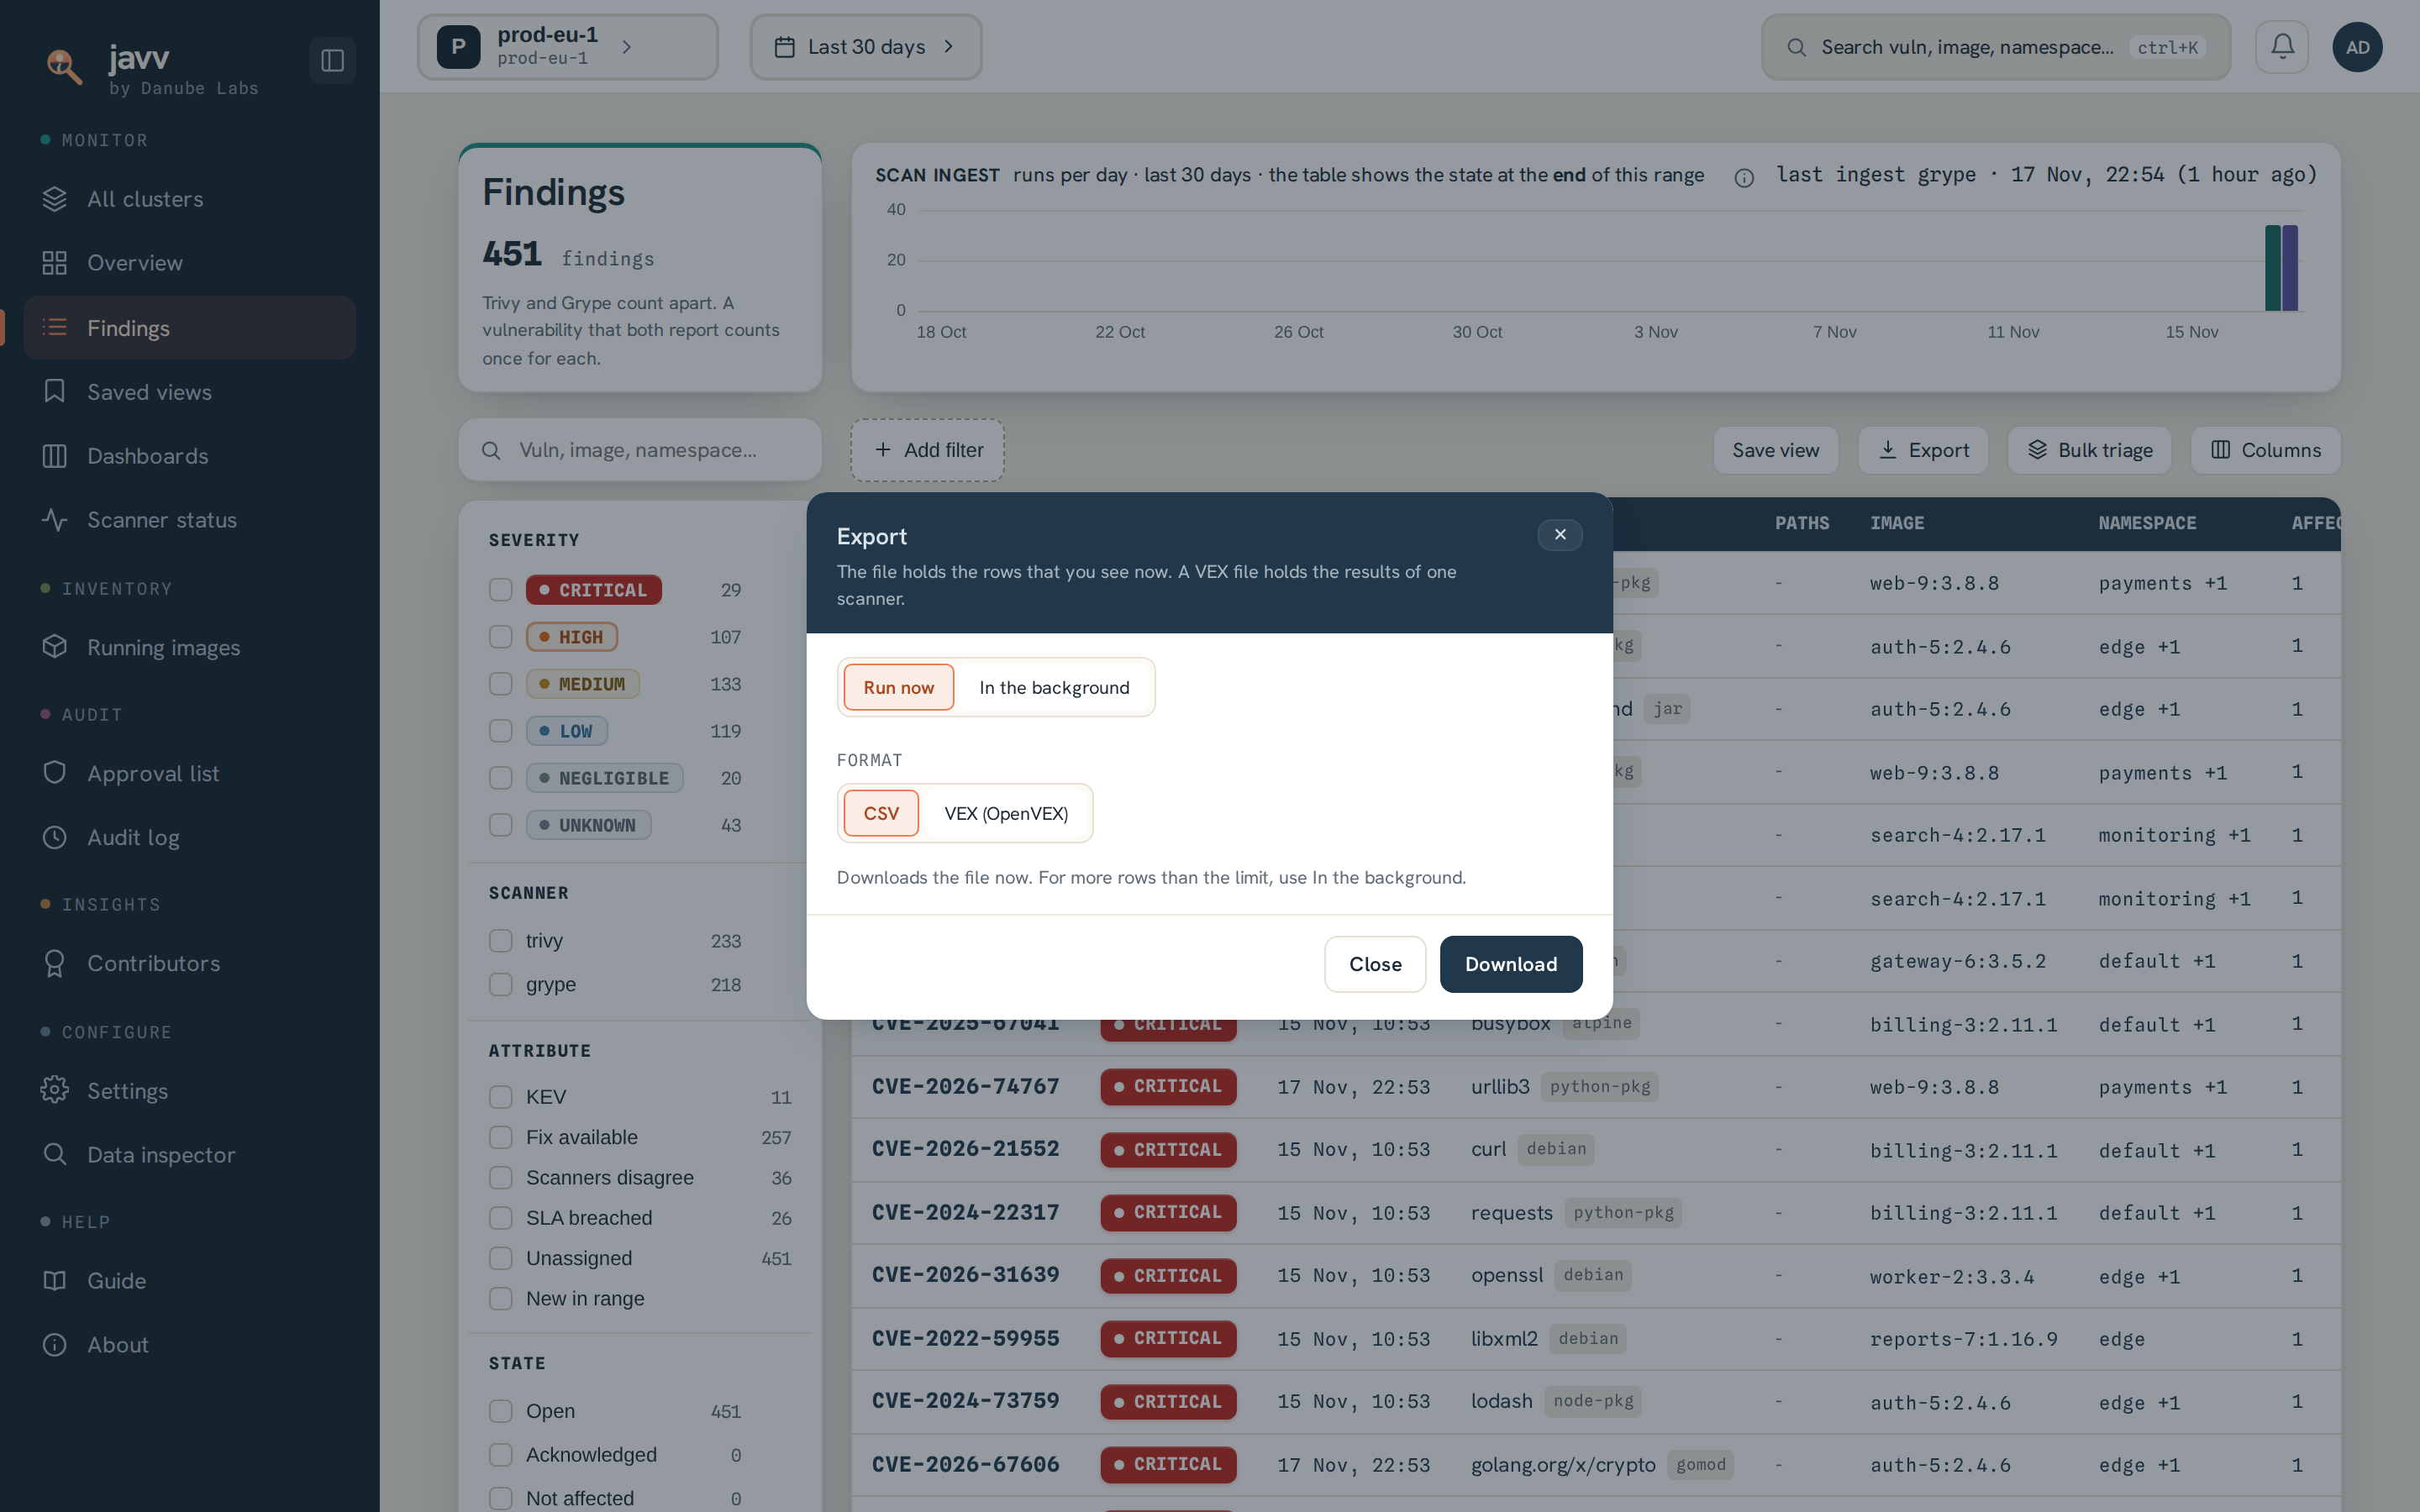 javv
by Danube Labs
MONITOR
All clusters
Overview
Findings
Saved views
Dashboards
Scanner status
INVENTORY
Running images
AUDIT
Approval list
Audit log
INSIGHTS
Contributors
CONFIGURE
Settings
Data inspector
HELP
Guide
About
P
prod-eu-1
prod-eu-1
Last 30 days
Search vuln, image, namespace...
ctrl+K
AD
Findings
451 findings
Trivy and Grype count apart. A
vulnerability that both report counts
once for each.
SCAN INGEST runs per day · last 30 days · the table shows the state at the end of this range
last ingest grype · 17 Nov, 22:54 (1 hour ago)
40
20
0
18 Oct 22 Oct 26 Oct 30 Oct 3 Nov 7 Nov 11 Nov 15 Nov
Vuln, image, namespace...
Add filter
Save view
Export
Bulk triage
Columns
SEVERITY
CRITICAL 29
HIGH 107
MEDIUM 133
LOW 119
NEGLIGIBLE 20
UNKNOWN 43
SCANNER
trivy 233
grype 218
ATTRIBUTE
KEV 11
Fix available 257
Scanners disagree 36
SLA breached 26
Unassigned 451
New in range
STATE
Open 451
Acknowledged 0
Not affected 0
Export
The file holds the rows that you see now. A VEX file holds the results of one
scanner.
Run now
In the background
FORMAT
CSV
VEX (OpenVEX)
Downloads the file now. For more rows than the limit, use In the background.
Close
Download
PATHS IMAGE NAMESPACE
-pkg - web-9:3.8.8 payments +1 1
kg - auth-5:2.4.6 edge +1 1
nd jar - auth-5:2.4.6 edge +1 1
kg - web-9:3.8.8 payments +1 1
- search-4:2.17.1 monitoring +1 1
- search-4:2.17.1 monitoring +1 1
- gateway-6:3.5.2 default +1 1
CVE-2025-67041 CRITICAL 15 Nov, 10:53 busybox alpine - billing-3:2.11.1 default +1 1
CVE-2026-74767 CRITICAL 17 Nov, 22:53 urllib3 python-pkg - web-9:3.8.8 payments +1 1
CVE-2026-21552 CRITICAL 15 Nov, 10:53 curl debian - billing-3:2.11.1 default +1 1
CVE-2024-22317 CRITICAL 15 Nov, 10:53 requests python-pkg - billing-3:2.11.1 default +1 1
CVE-2026-31639 CRITICAL 15 Nov, 10:53 openssl debian - worker-2:3.3.4 edge +1 1
CVE-2022-59955 CRITICAL 15 Nov, 10:53 libxml2 debian - reports-7:1.16.9 edge 1
CVE-2024-73759 CRITICAL 15 Nov, 10:53 lodash node-pkg - auth-5:2.4.6 edge +1 1
CVE-2026-67606 CRITICAL 17 Nov, 22:53 golang.org/x/crypto gomod - auth-5:2.4.6 edge +1 1